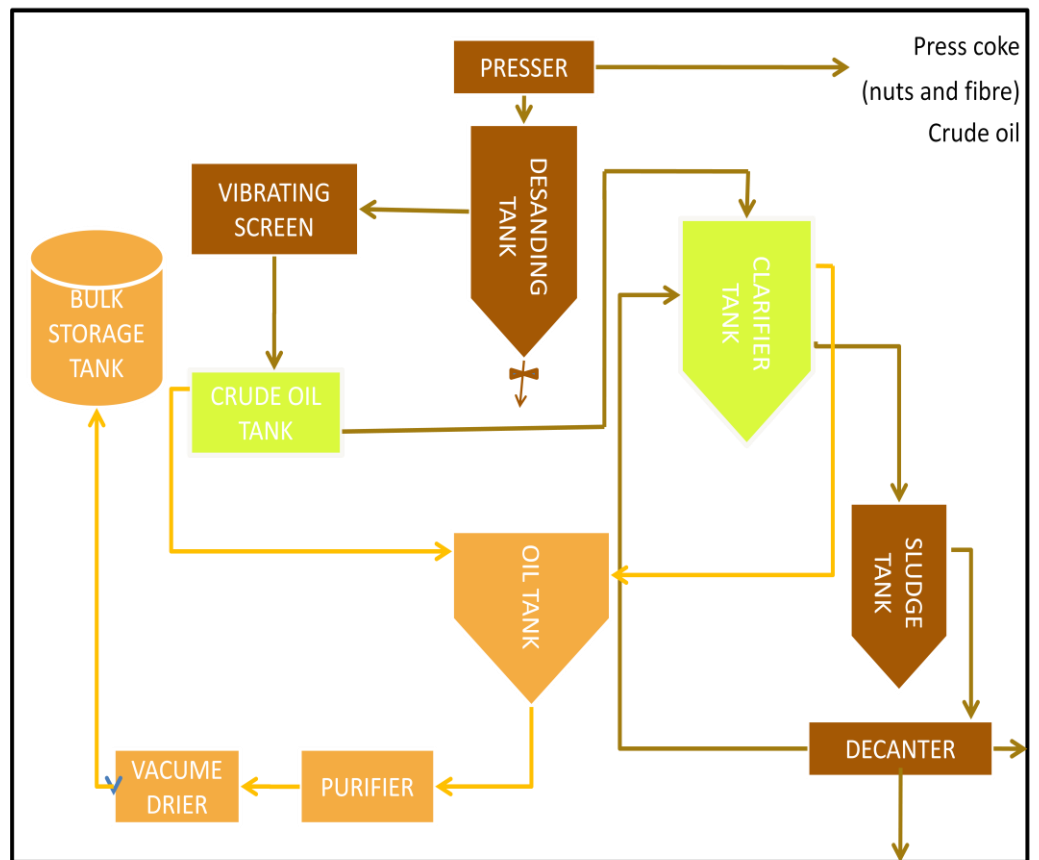 PRESSER
Press coke
(nuts and fibre)
Crude oil
DESANDING
TANK
VIBRATING
SCREEN
CLARIFIER
TANK
BULK
STORAGE
TANK
CRUDE OIL
TANK
OIL TANK
SLUDGE
TANK
DECANTER
VACUME
DRIER
PURIFIER